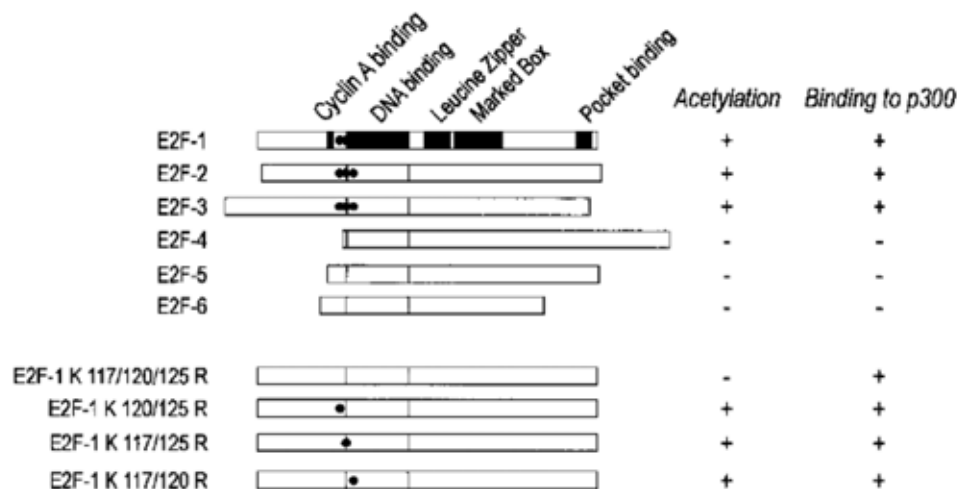 Cyclin A binding
DNA binding
Leucine Zipper
Marked Box
Pocket binding
Acetylation Binding to p300
E2F-1 + +
E2F-2 + +
E2F-3 + +
E2F-4 - -
E2F-5 - -
E2F-6 - -
E2F-1 K 117/120/125 R - +
E2F-1 K 120/125 R + +
E2F-1 K 117/125 R + +
E2F-1 K 117/120 R + +